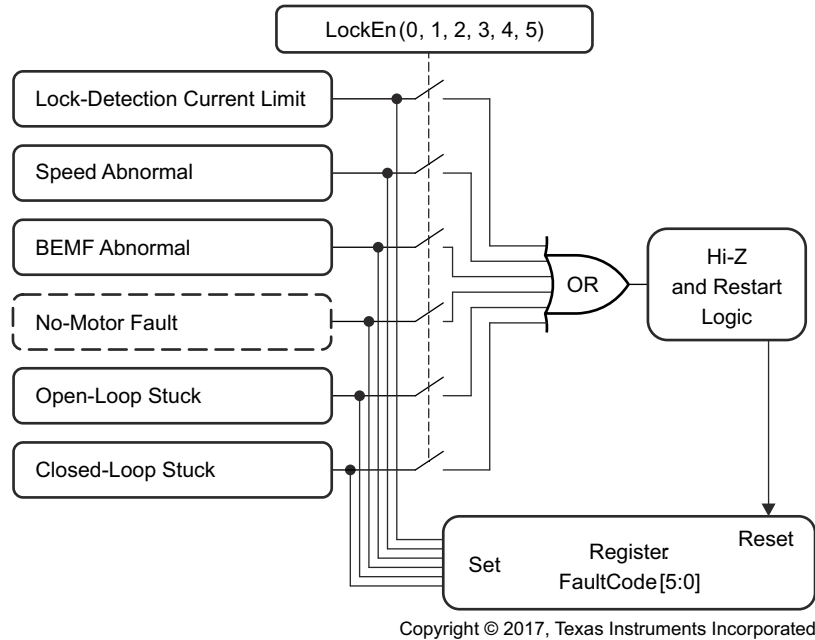 LockEn(0, 1, 2, 3, 4, 5)
Lock-Detection Current Limit
Speed Abnormal
BEMF Abnormal
No-Motor Fault
Open-Loop Stuck
Closed-Loop Stuck
OR
Hi-Z
and Restart
Logic
Set
Register:
FaultCode[5:0]
Reset
Copyright © 2017, Texas Instruments Incorporated